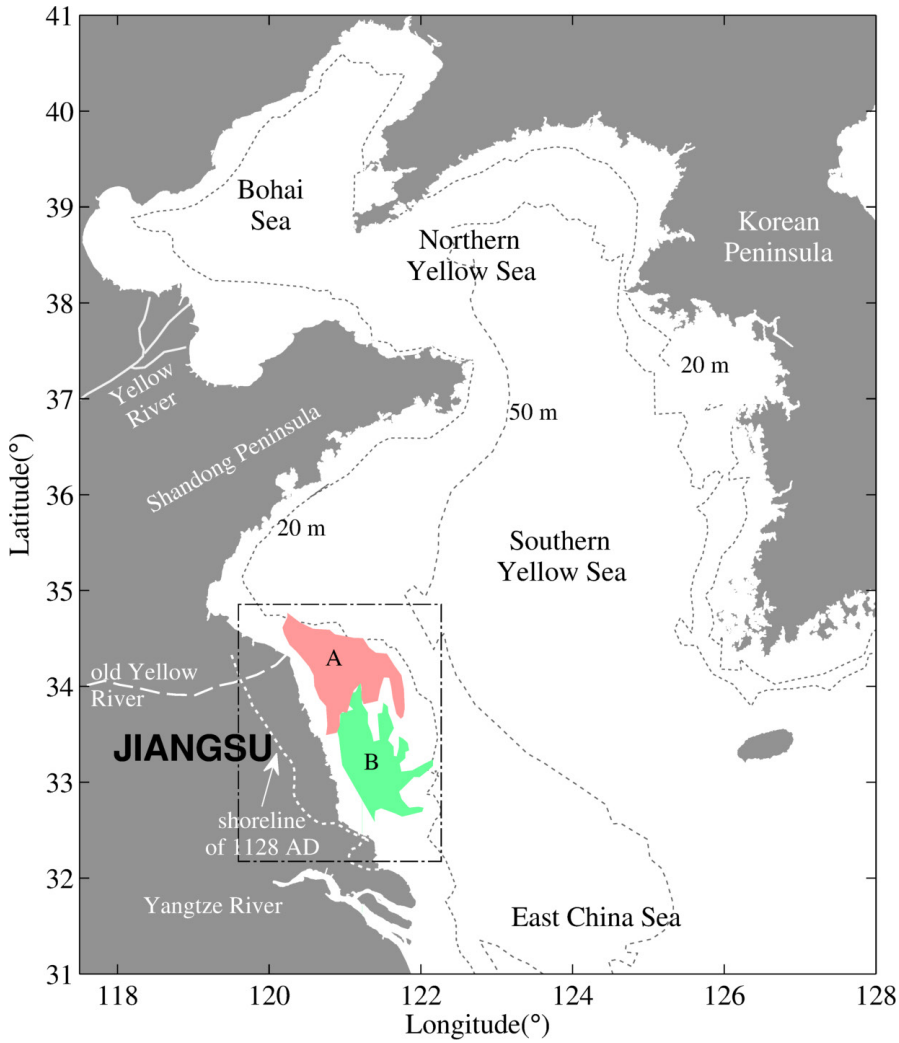 41
40
39
38
37
36
35
34
33
32
31
Latitude(°)
118
120
122
124
126
128
Longitude(°)
Bohai
Sea
Northern
Yellow Sea
Korean
Peninsula
Yellow
River
20 m
50 m
Shandong Peninsula
20 m
Southern
Yellow Sea
A
old Yellow
River
JIANGSU
B
shoreline
of 1128 AD
Yangtze River
East China Sea